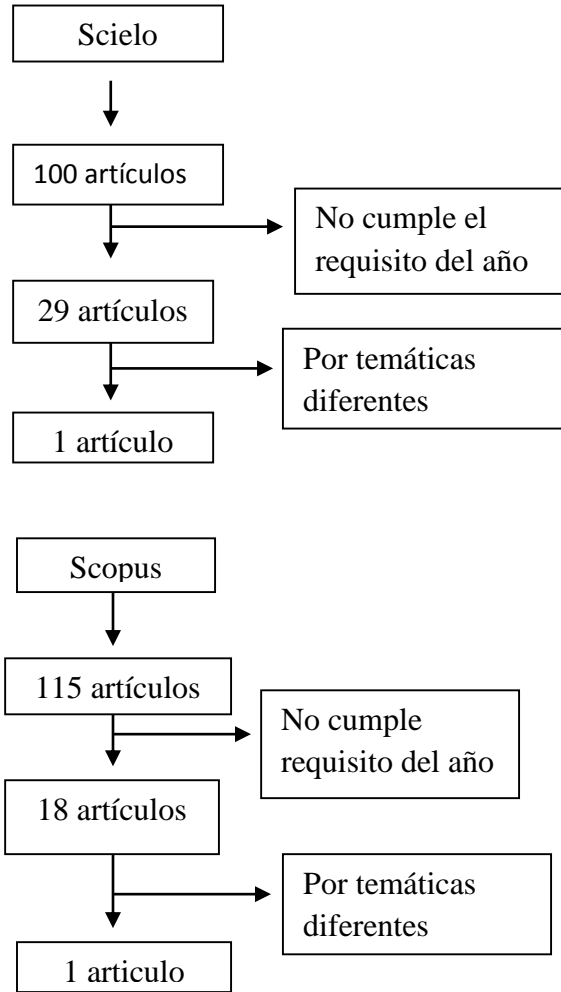 Scielo
100 artículos
No cumple el
requisito del año
29 artículos
Por temáticas
diferentes
1 artículo
Scopus
115 artículos
No cumple
requisito del año
18 artículos
Por temáticas
diferentes
1 articulo